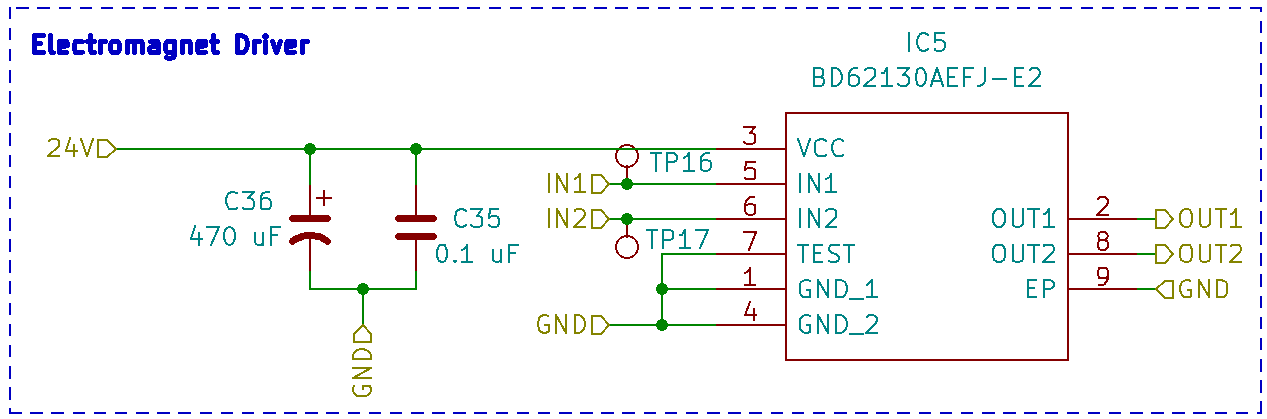 Electromagnet Driver
IC5
BD62130AEFJ-E2
24V
C36
+
470 uF
C35
0.1 uF
GND
TP16
IN1
IN2
TP17
GND
3
5
6
7
1
4
VCC
IN1
IN2
TEST
GND_1
GND_2
OUT1
OUT2
EP
2
8
9
OUT1
OUT2
GND